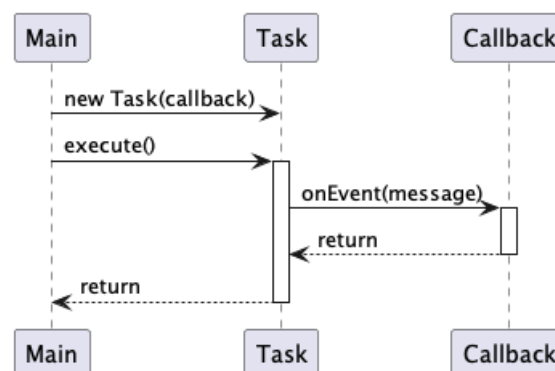 Main Task Callback
new Task(callback)
execute()
onEvent(message)
return
return
Main Task Callback